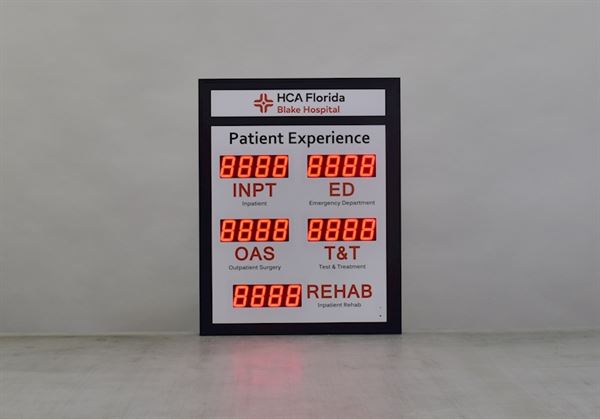 HCA Florida
Blake Hospital
Patient Experience
8888 8888
INPT ED
Inpatient Emergency Department
8888 8888
OAS T&T
Outpatient Surgery Test & Treatment
8888 REHAB
Inpatient Rehab